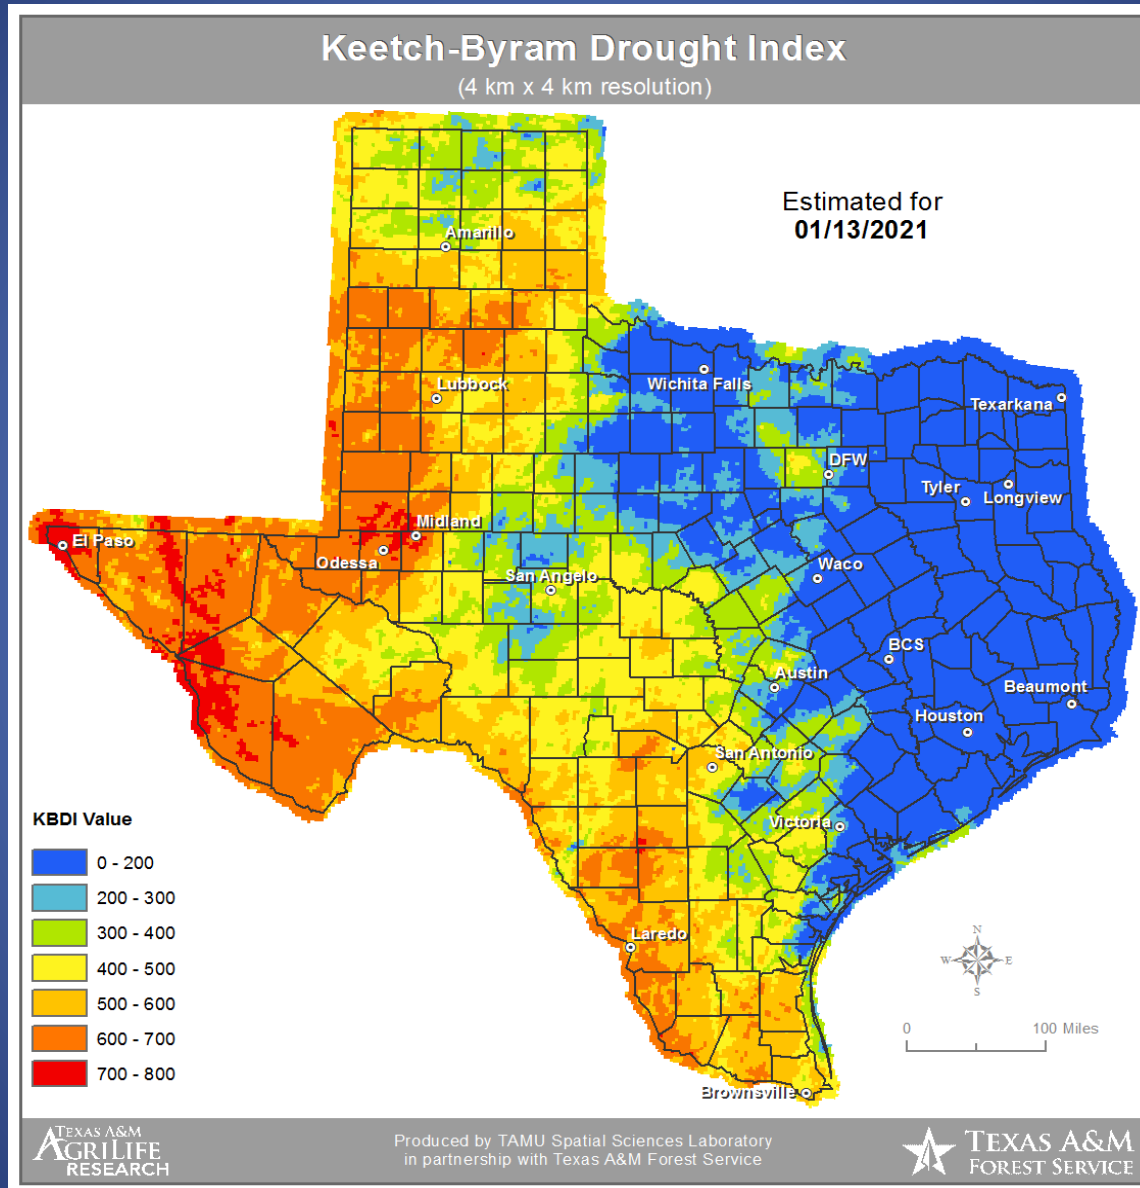 Keetch-Byram Drought Index
(4 km x 4 km resolution)
Estimated for
01/13/2021
Amarillo
Lubbock
Wichita Falls
Texarkana
DFW
Tyler
Longview
Midland
El Paso
Odessa
San Angelo
Waco
BCS
Austin
Beaumont
Houston
San Antonio
Victoria
Laredo
Brownsville
KBDI Value
0 - 200
200 - 300
300 - 400
400 - 500
500 - 600
600 - 700
700 - 800
N
W
E
S
0
100 Miles
TEXAS A&M
AGRILIFE
RESEARCH
Produced by TAMU Spatial Sciences Laboratory
in partnership with Texas A&M Forest Service
TEXAS A&M
FOREST SERVICE